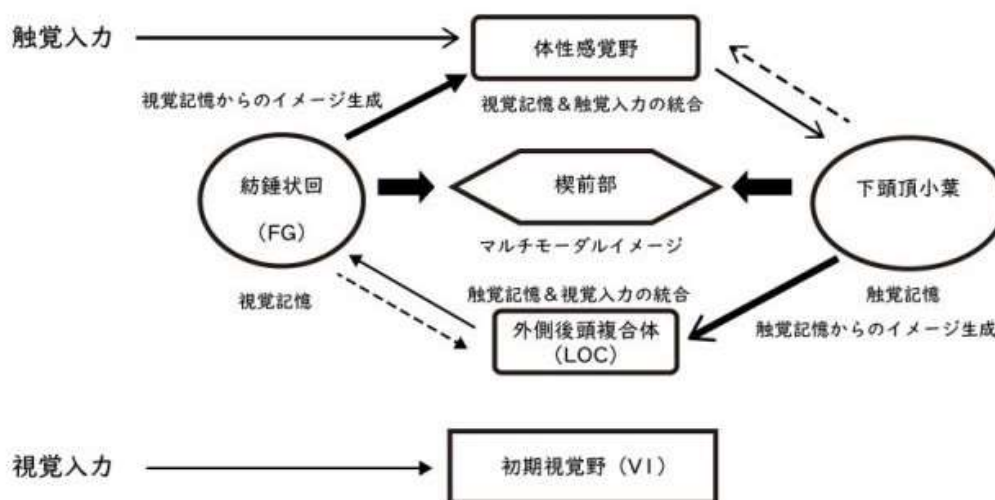 触覚入力
体性感覚野
視覚記憶からのイメージ生成
視覚記憶&触覚入力の統合
紡錘状回
(FG)
楔前部
下頭頂小葉
マルチモーダルイメージ
視覚記憶
触覚記憶&視覚入力の統合
触覚記憶
外側後頭複合体
(LOC)
触覚記憶からのイメージ生成
視覚入力
初期視覚野(V1)